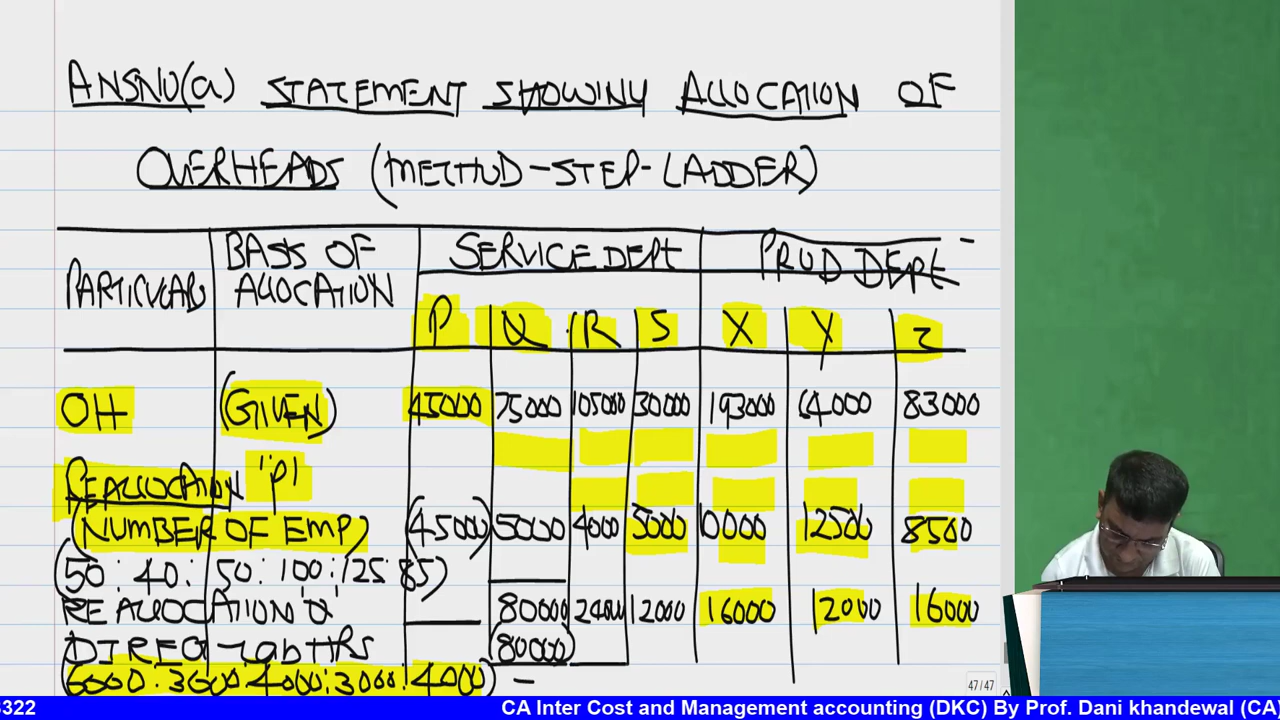 ANSNO(a) STATEMENT SHOWING ALLOCATION OF
OVERHEADS (METHOD-STEP-LADDER)
PARTICULARS BASIS OF ALLOCATION SERVICE DEPT PROD DEPT
P Q R S X Y Z
OH (GIVEN) 45000 75000 105000 30000 193000 64000 83000
REALLOCATION "P"
(NUMBER OF EMP) (45000) 5000 4000 5000 10000 12500 8500
(50: 40: 50: 100: 125: 85)
REALLOCATION 'Q' 80000 24000 12000 16000 12000 16000
DIRECT LAB HRS (80000)
(6000: 3000: 4000: 3000: 4000) -
47/47
322 CA Inter Cost and Management accounting (DKC) By Prof. Dani khandewal (CA)